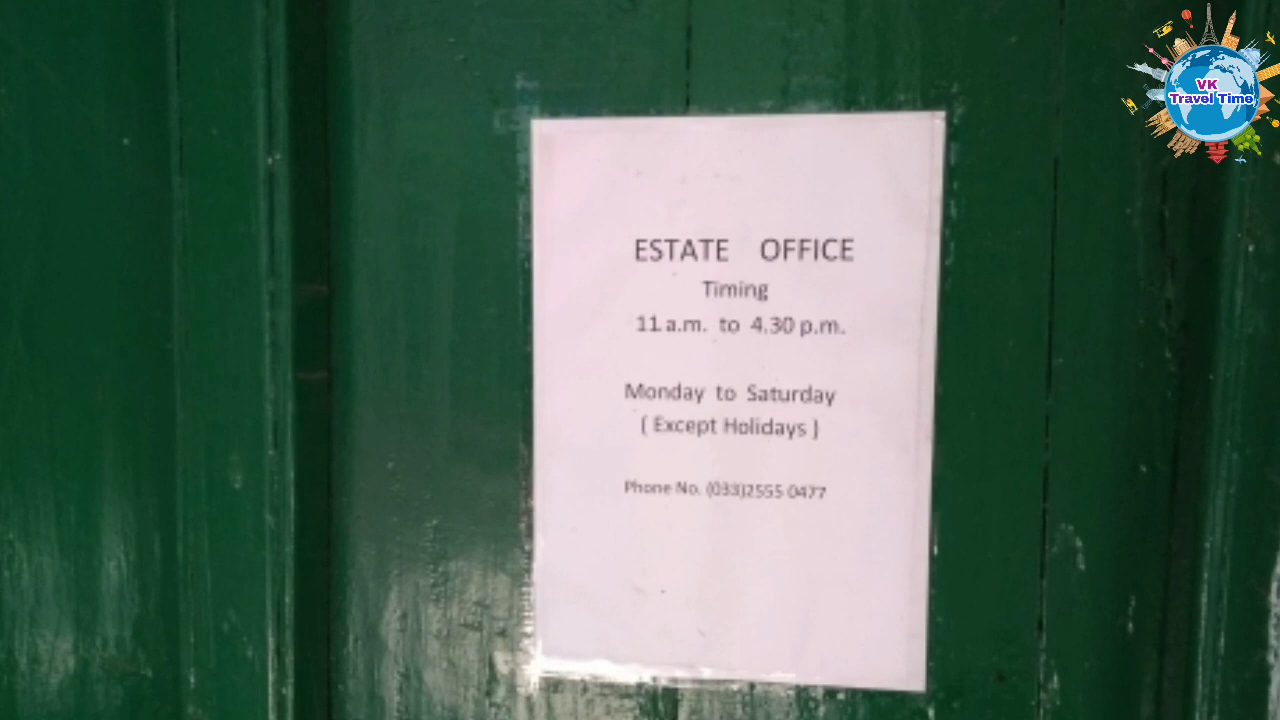 VK
Travel Time
ESTATE OFFICE
Timing
11 a.m. to 4.30 p.m.
Monday to Saturday
( Except Holidays )
Phone No. (033)2555 0477